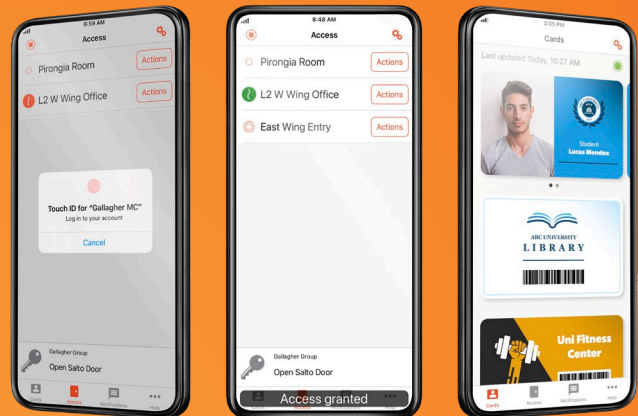 6:59 AM
Access
Pirongia Room
Actions
L2 W Wing Office
Actions
Touch ID for “Gallagher MC”
Log in to your account
Cancel
Gallagher Group
Open Salto Door
Cards
Access
Notifications
Help
8:48 AM
Access
Pirongia Room
Actions
L2 W Wing Office
Actions
East Wing Entry
Actions
Gallagher Group
Open Salto Door
Access granted
Cards
Access
Notifications
Help
2:05 PM
Cards
Last updated Today, 10:27 AM
Student
Lucas Mendez
ABC UNIVERSITY
LIBRARY
Uni Fitness
Center
Cards
Access
Notifications
Help